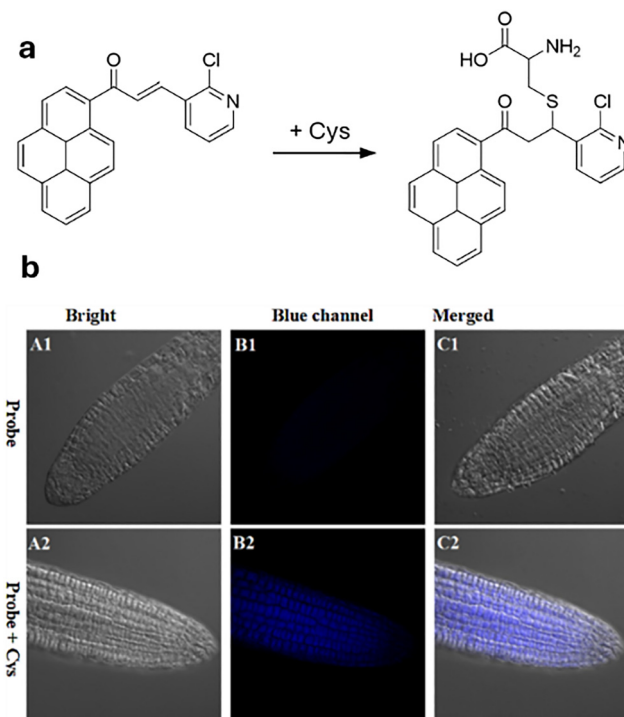 a
O
Cl
N
+ Cys
O
HO
NH2
S
O
Cl
N
b
Bright Blue channel Merged
Probe
A1 B1 C1
Probe + Cys
A2 B2 C2